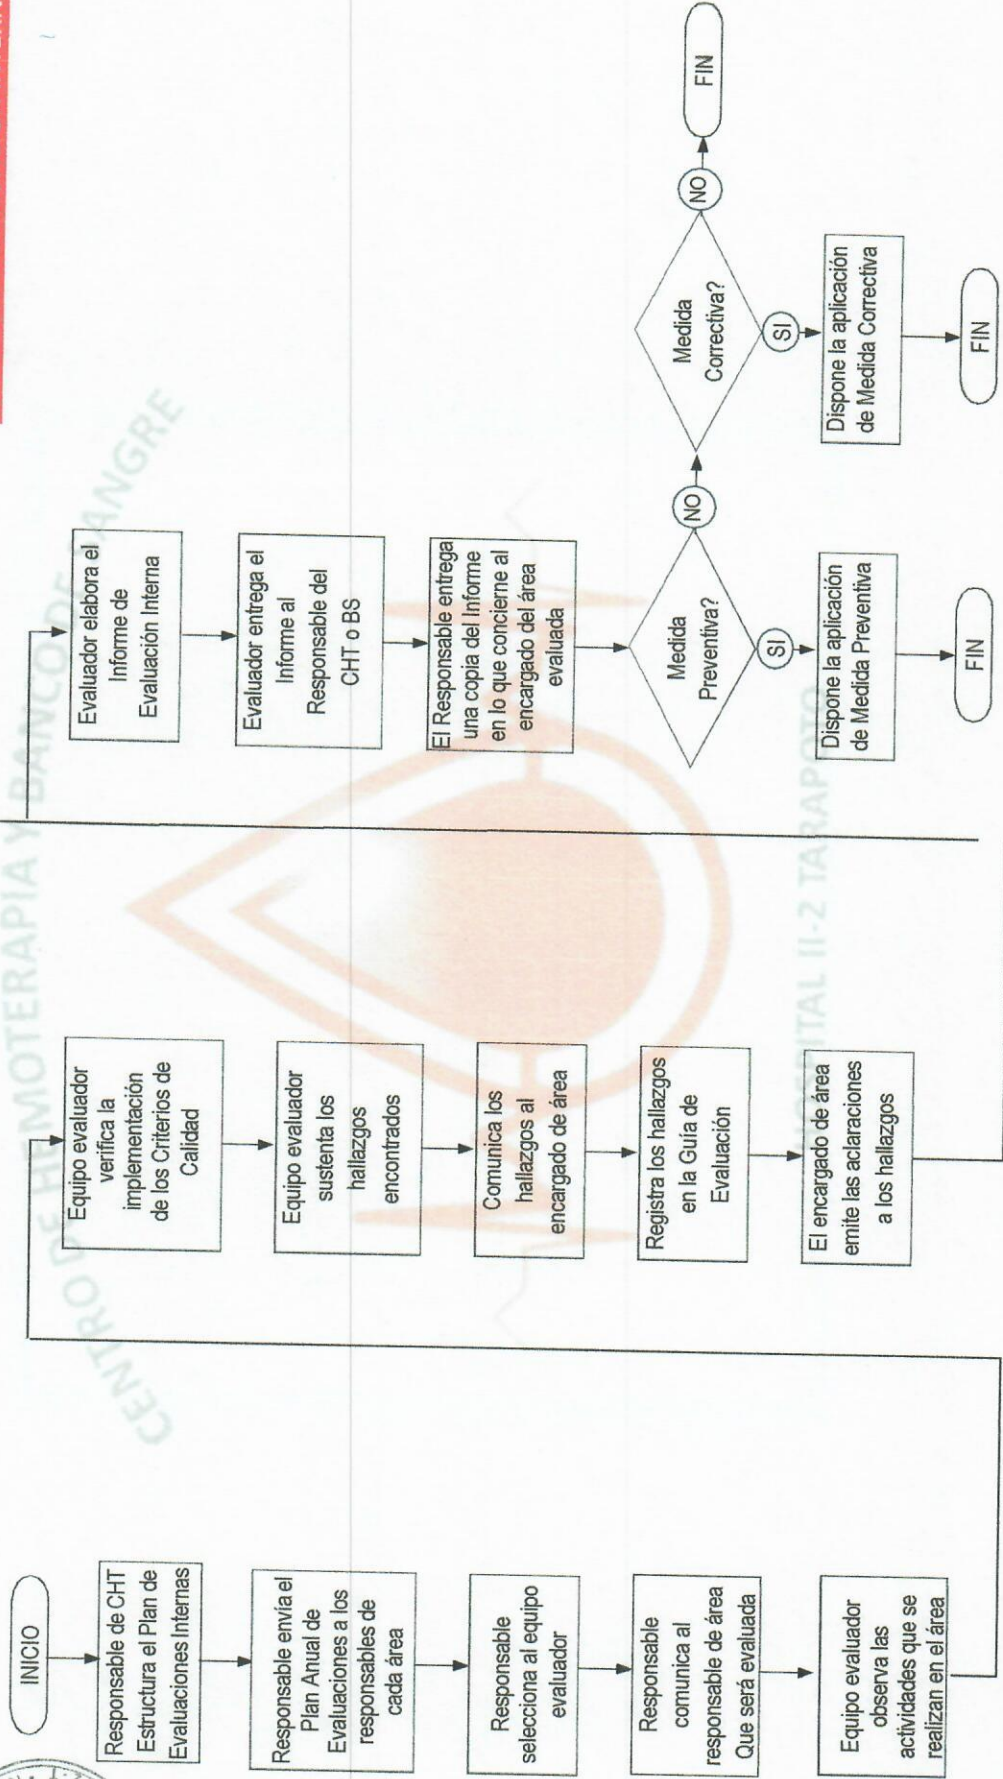 CENTRO DE HEMOTERAPIA Y BANCO DE SANGRE
HOSPITAL II-2 TARAPOTO
INICIO
Responsable de CHT
Estructura el Plan de
Evaluaciones Internas
Responsable envía el
Plan Anual de
Evaluaciones a los
responsables de
cada área
Responsable
selecciona al equipo
evaluador
Responsable
comunica al
responsable de área
Que será evaluada
Equipo evaluador
observa las
actividades que se
realizan en el área
Equipo evaluador
verifica la
implementación
de los Criterios de
Calidad
Equipo evaluador
sustenta los
hallazgos
encontrados
Comunica los
hallazgos al
encargado de área
Registra los hallazgos
en la Guía de
Evaluación
El encargado de área
emite las aclaraciones
a los hallazgos
Evaluador elabora el
Informe de
Evaluación Interna
Evaluador entrega el
Informe al
Responsable del
CHT o BS
El Responsable entrega
una copia del Informe
en lo que concierne al
encargado del área
evaluada
Medida
Preventiva?
NO
SI
Dispone la aplicación
de Medida Preventiva
FIN
Medida
Correctiva?
NO
FIN
SI
Dispone la aplicación
de Medida Correctiva
FIN